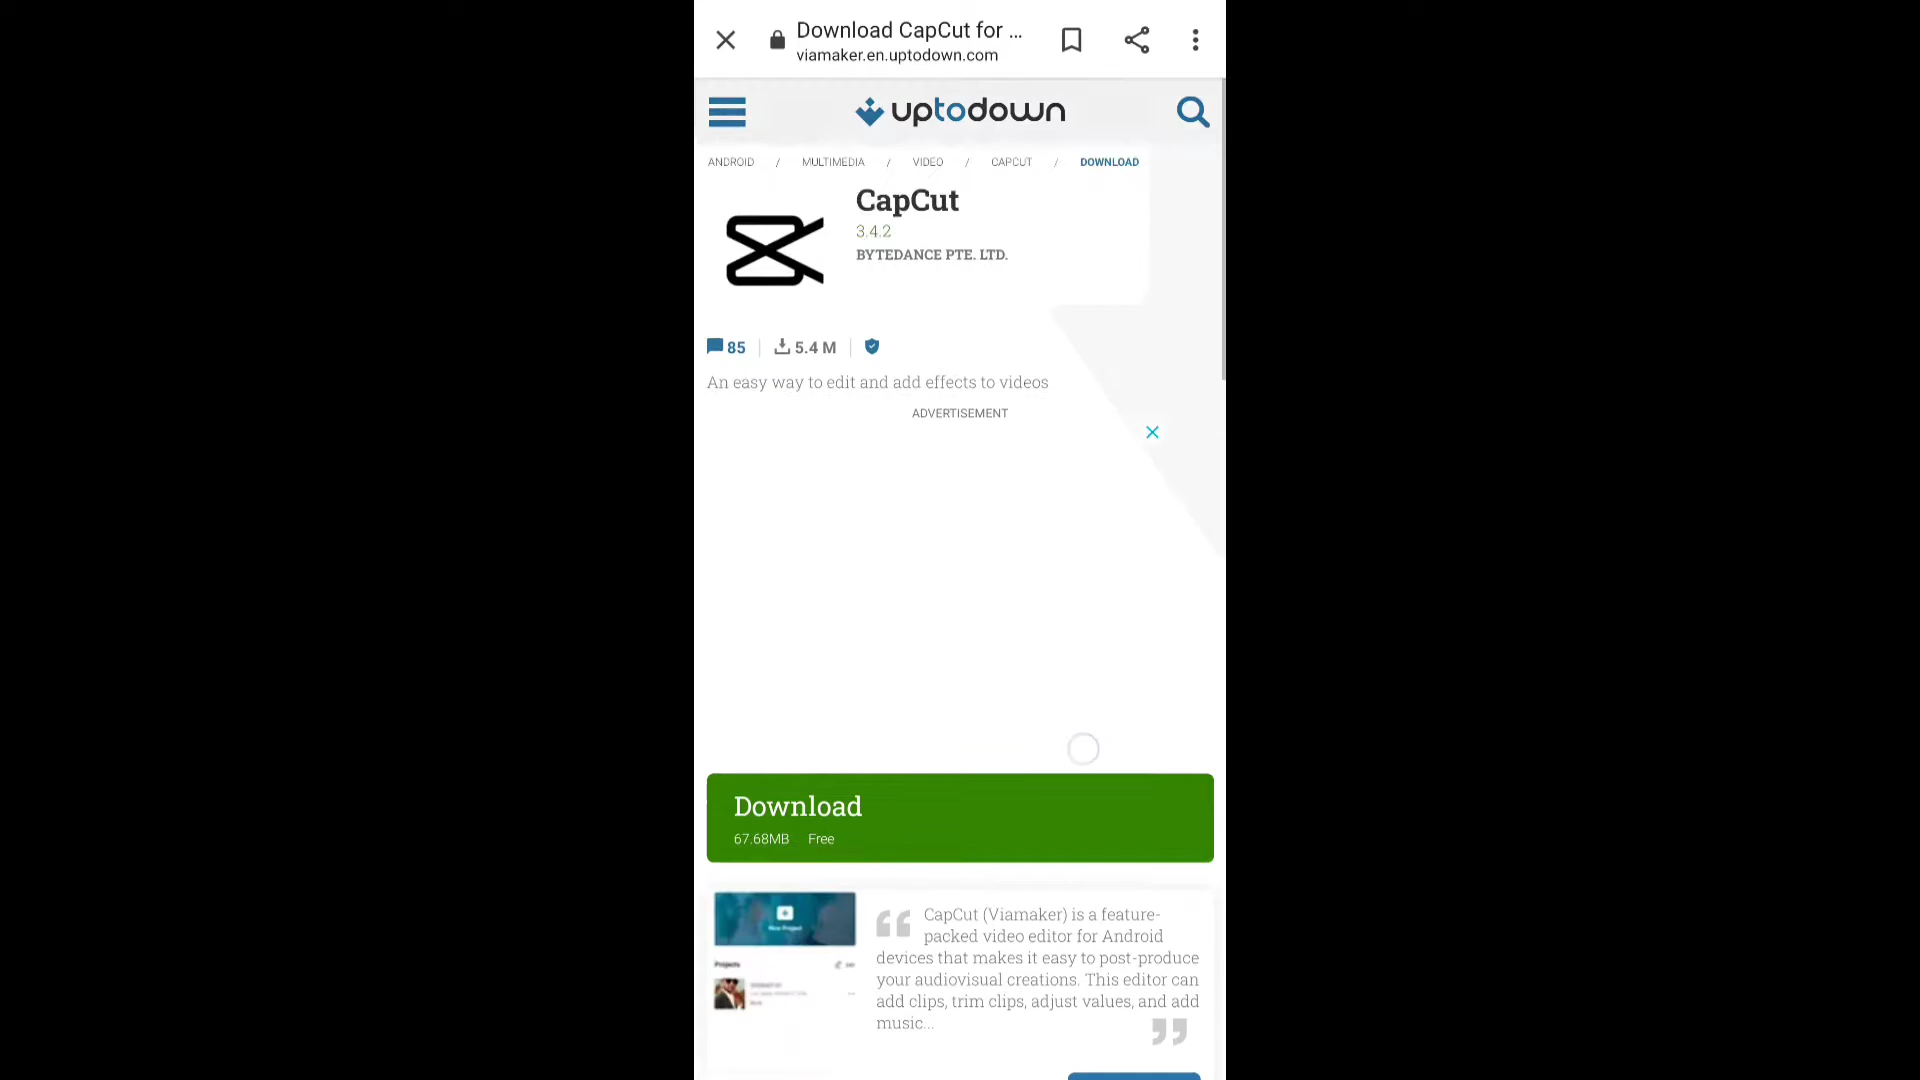 Download CapCut for ...
viamaker.en.uptodown.com
uptodown
ANDROID / MULTIMEDIA / VIDEO / CAPCUT / DOWNLOAD
CapCut
3.4.2
BYTEDANCE PTE. LTD.
85 5.4 M
An easy way to edit and add effects to videos
ADVERTISEMENT
Download
67.68MB Free
New Project
Projects
CapCut (Viamaker) is a feature-
packed video editor for Android
devices that makes it easy to post-produce
your audiovisual creations. This editor can
add clips, trim clips, adjust values, and add
music...